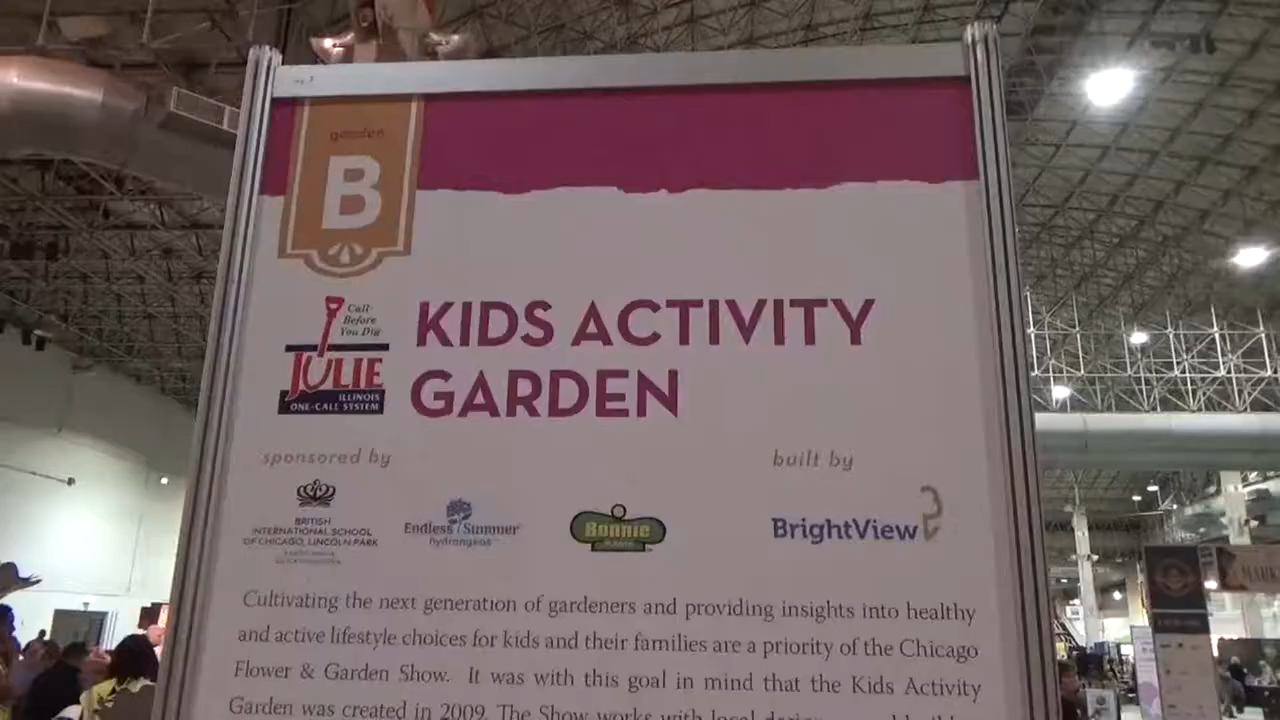 garden
B
Call
Before
You Dig
JULIE
ILLINOIS
ONE-CALL SYSTEM
KIDS ACTIVITY
GARDEN
sponsored by
built by
BRITISH
INTERNATIONAL SCHOOL
OF CHICAGO, LINCOLN PARK
Endless Summer
hydrangeas
Bonnie
BrightView
Cultivating the next generation of gardeners and providing insights into healthy
and active lifestyle choices for kids and their families are a priority of the Chicago
Flower & Garden Show. It was with this goal in mind that the Kids Activity
Garden was created in 2009. The Show works with local
MARK